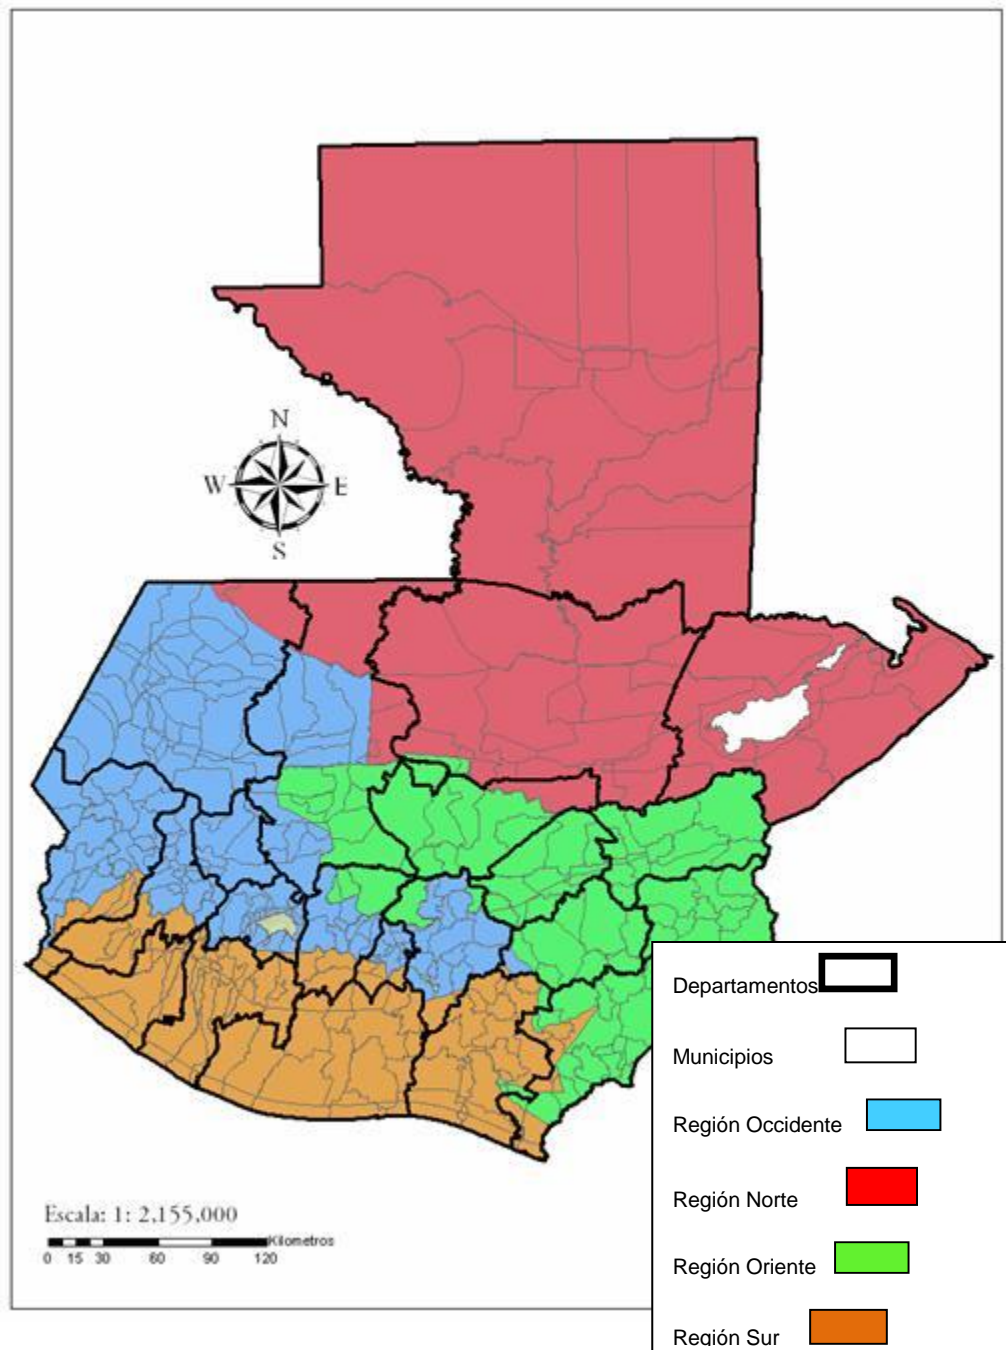 N
W E
S
Departamentos
Municipios
Región Occidente
Región Norte
Región Oriente
Región Sur
Escala: 1: 2,155,000
Kilometros
0 15 30 60 90 120